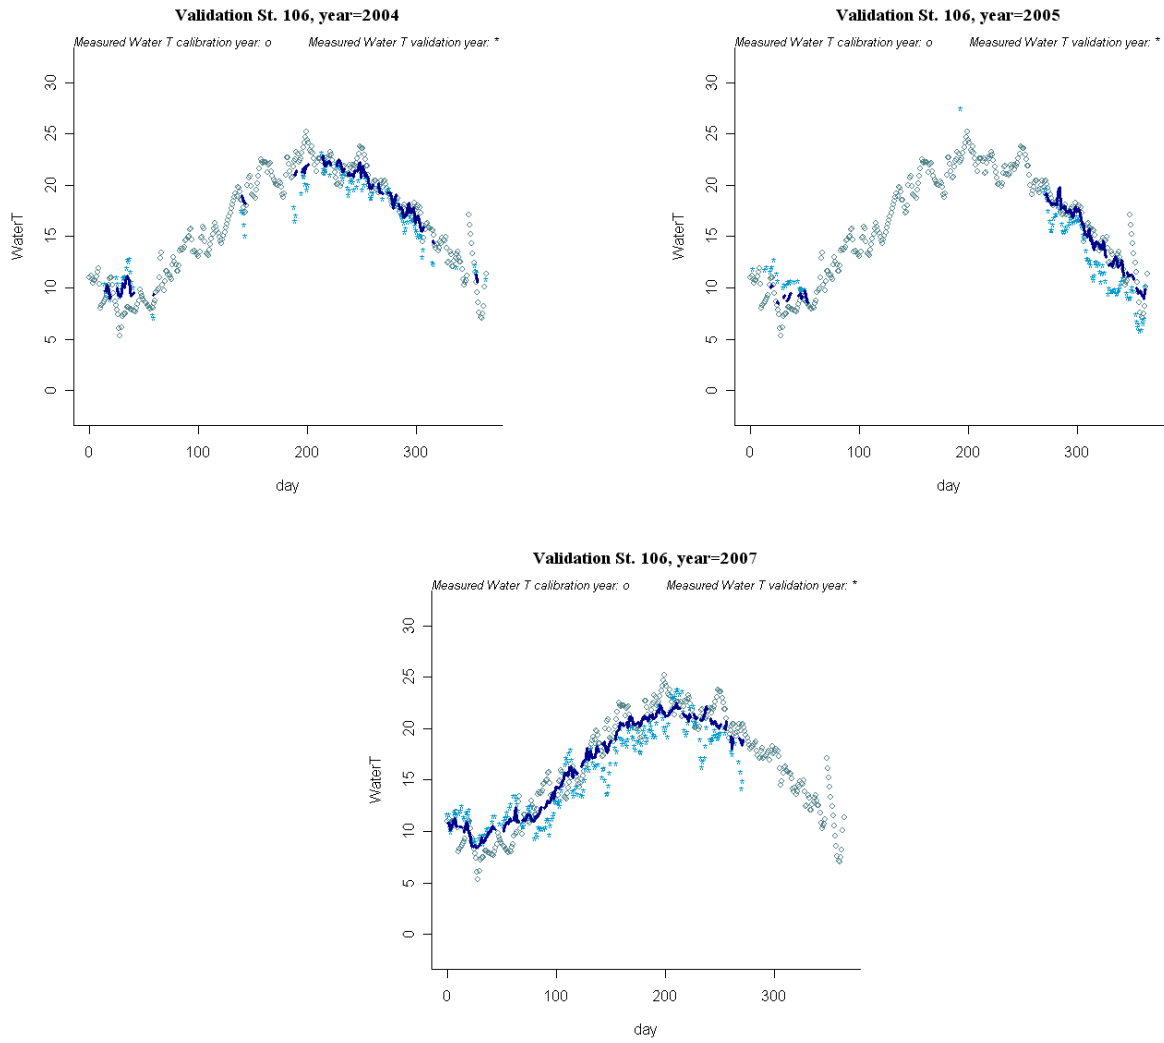 Validation St. 106, year=2004
Measured Water T calibration year: o Measured Water T validation year: *
30
25
20
15
10
5
0
WaterT
0 100 200 300
day
Validation St. 106, year=2005
Measured Water T calibration year: o Measured Water T validation year: *
30
25
20
15
10
5
0
WaterT
0 100 200 300
day
Validation St. 106, year=2007
Measured Water T calibration year: o Measured Water T validation year: *
30
25
20
15
10
5
0
WaterT
0 100 200 300
day